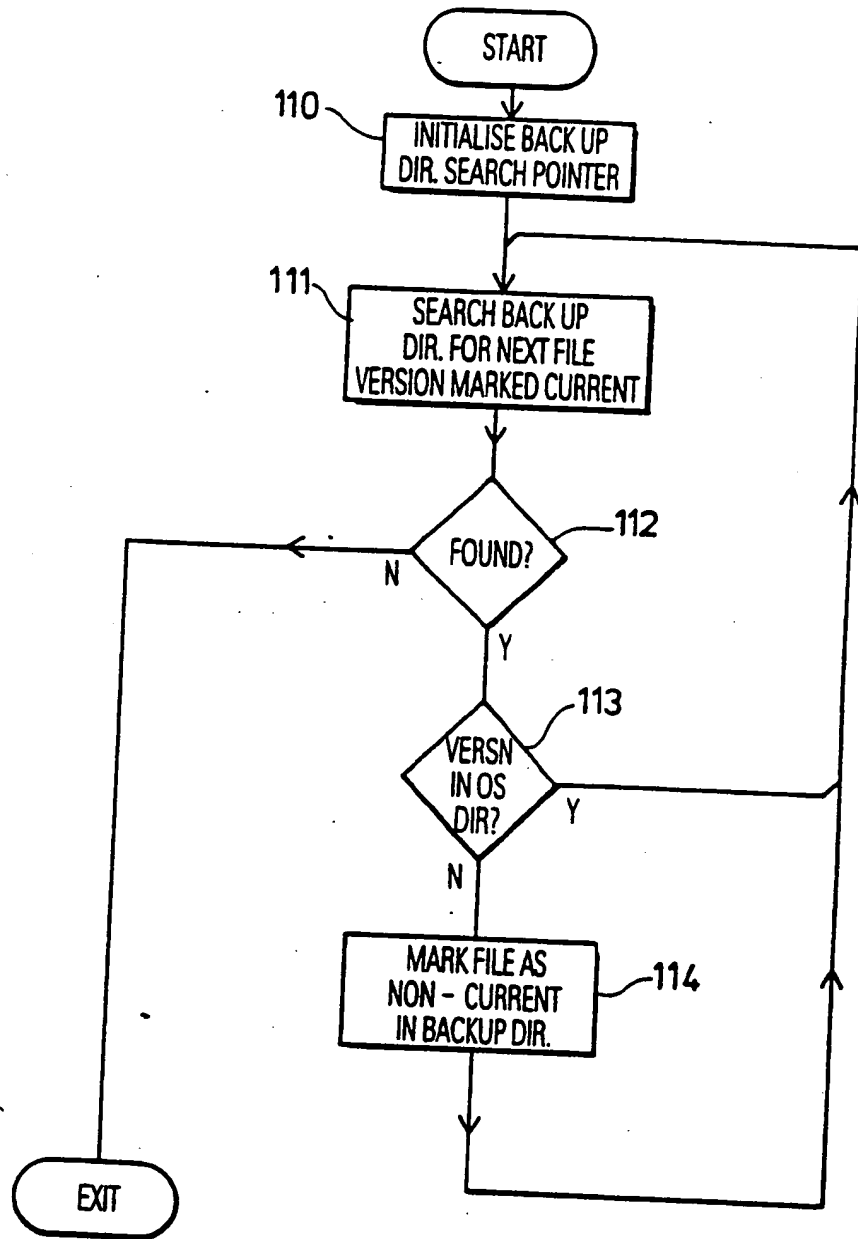 START
110
INITIALISE BACK UP
DIR. SEARCH POINTER
111
SEARCH BACK UP
DIR. FOR NEXT FILE
VERSION MARKED CURRENT
112
FOUND?
N
Y
113
VERSN
IN OS
DIR?
Y
N
MARK FILE AS
NON - CURRENT
IN BACKUP DIR.
114
EXIT